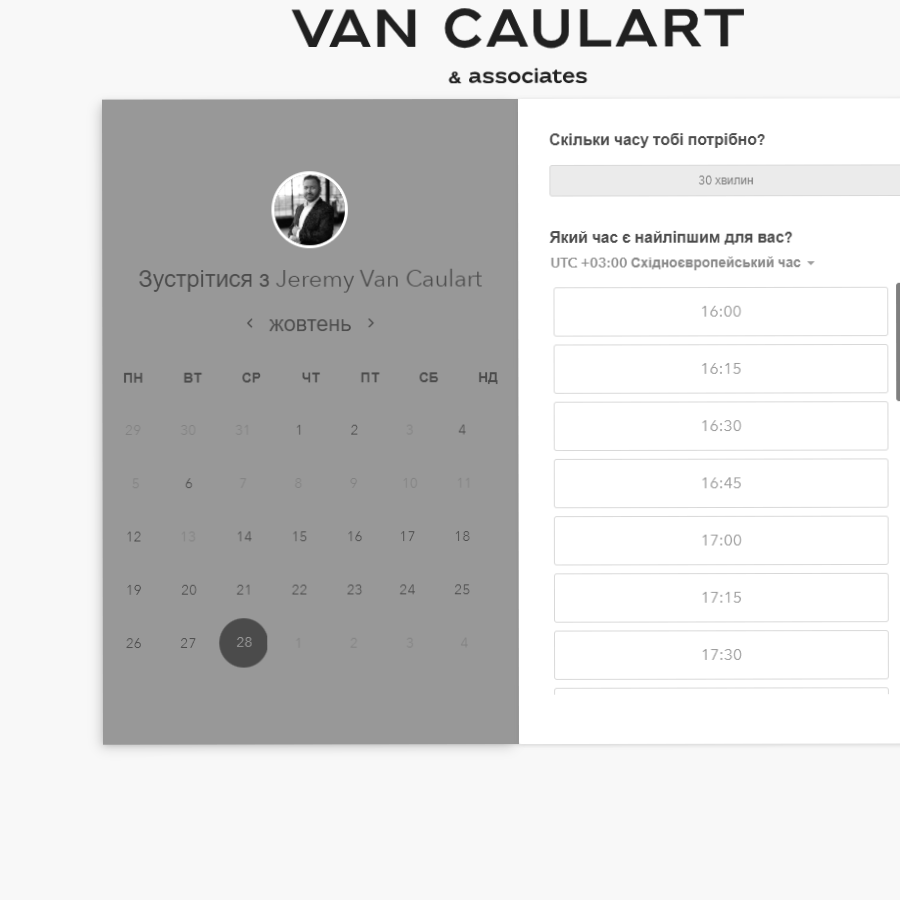 VAN CAULART
& associates
Зустрітися з Jeremy Van Caulart
‹ жовтень ›
ПН ВТ СР ЧТ ПТ СБ НД
29 30 31 1 2 3 4
5 6 7 8 9 10 11
12 13 14 15 16 17 18
19 20 21 22 23 24 25
26 27 28 1 2 3 4
Скільки часу тобі потрібно?
30 хвилин
Який час є найліпшим для вас?
UTC +03:00 Східноєвропейський час
16:00
16:15
16:30
16:45
17:00
17:15
17:30